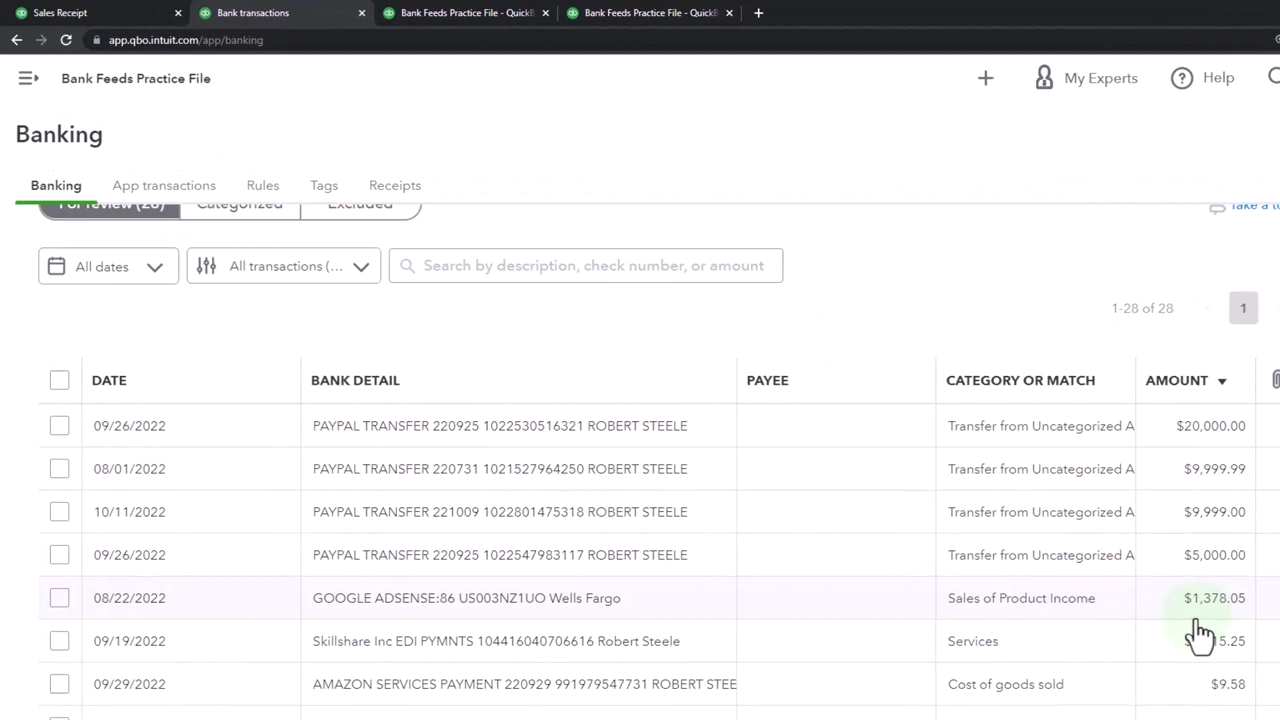 Sales Receipt Bank transactions Bank Feeds Practice File - QuickB Bank Feeds Practice File - QuickB
app.qbo.intuit.com/app/banking
Bank Feeds Practice File My Experts Help
Banking
Banking App transactions Rules Tags Receipts
For review (28) Categorized Excluded Take a to
All dates All transactions (... Search by description, check number, or amount
1-28 of 28 1
DATE BANK DETAIL PAYEE CATEGORY OR MATCH AMOUNT
09/26/2022 PAYPAL TRANSFER 220925 1022530516321 ROBERT STEELE Transfer from Uncategorized A $20,000.00
08/01/2022 PAYPAL TRANSFER 220731 1021527964250 ROBERT STEELE Transfer from Uncategorized A $9,999.99
10/11/2022 PAYPAL TRANSFER 221009 1022801475318 ROBERT STEELE Transfer from Uncategorized A $9,999.00
09/26/2022 PAYPAL TRANSFER 220925 1022547983117 ROBERT STEELE Transfer from Uncategorized A $5,000.00
08/22/2022 GOOGLE ADSENSE:86 US003NZ1UO Wells Fargo Sales of Product Income $1,378.05
09/19/2022 Skillshare Inc EDI PYMNTS 104416040706616 Robert Steele Services
09/29/2022 AMAZON SERVICES PAYMENT 220929 991979547731 ROBERT STEE Cost of goods sold $9.58